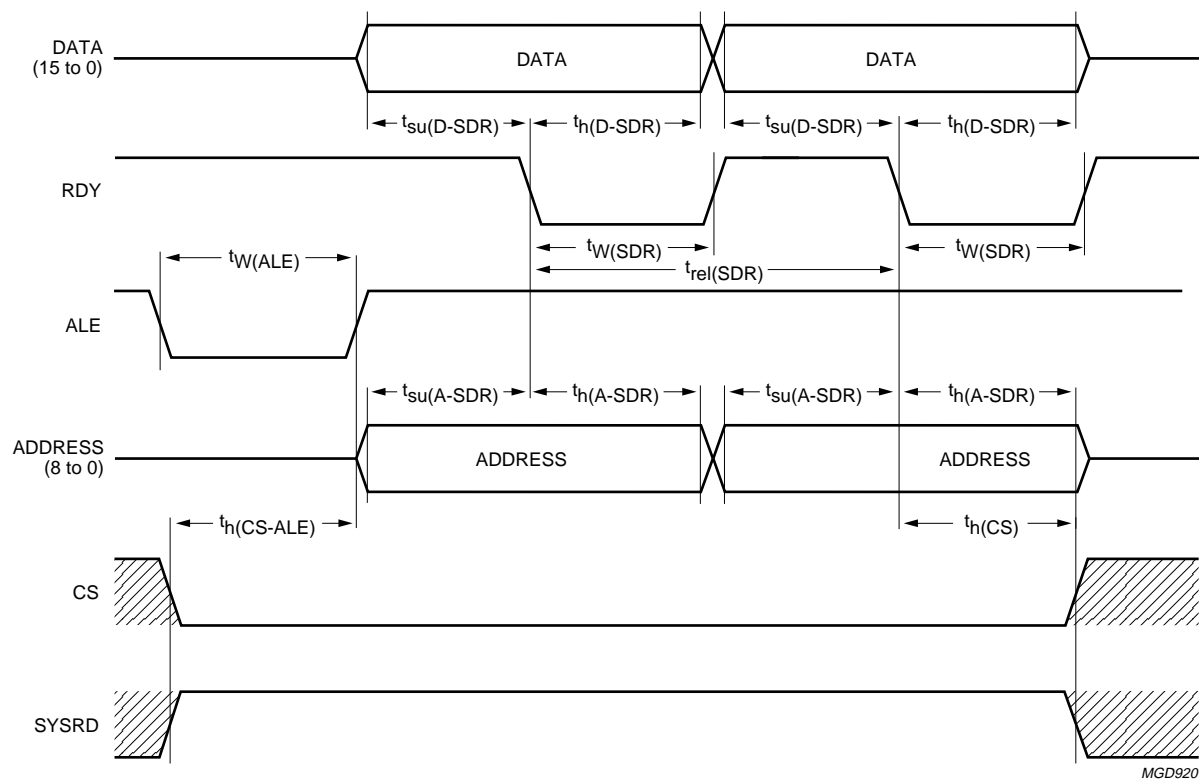 DATA
(15 to 0)
DATA
DATA
tsu(D-SDR)
th(D-SDR)
tsu(D-SDR)
th(D-SDR)
RDY
tW(SDR)
tW(SDR)
tW(ALE)
trel(SDR)
ALE
tsu(A-SDR)
th(A-SDR)
tsu(A-SDR)
th(A-SDR)
ADDRESS
(8 to 0)
ADDRESS
ADDRESS
th(CS-ALE)
th(CS)
CS
SYSRD
MGD920